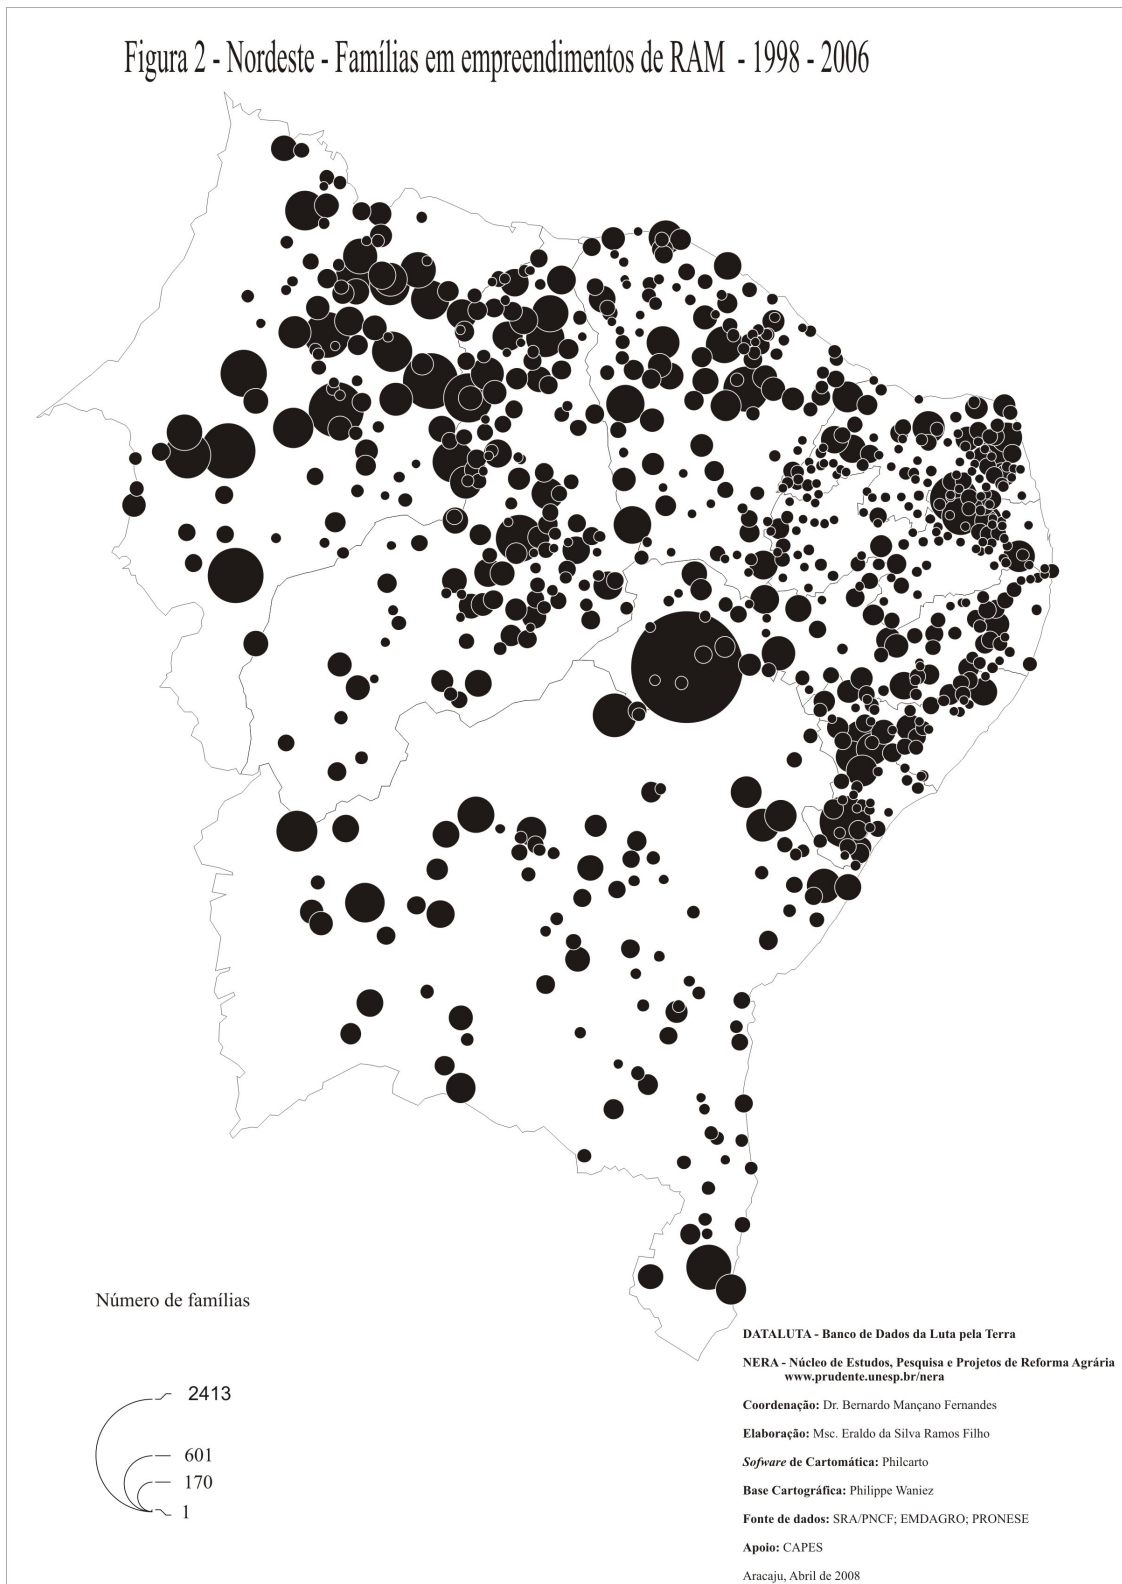 Figura 2 - Nordeste - Famílias em empreendimentos de RAM - 1998 - 2006
Número de famílias
2413
601
170
1
DATALUTA - Banco de Dados da Luta pela Terra
NERA - Núcleo de Estudos, Pesquisa e Projetos de Reforma Agrária
www.prudente.unesp.br/nera
Coordenação: Dr. Bernardo Mançano Fernandes
Elaboração: Msc. Eraldo da Silva Ramos Filho
Sofware de Cartomática: Philcarto
Base Cartográfica: Philippe Waniez
Fonte de dados: SRA/PNCF; EMDAGRO; PRONESE
Apoio: CAPES
Aracaju, Abril de 2008